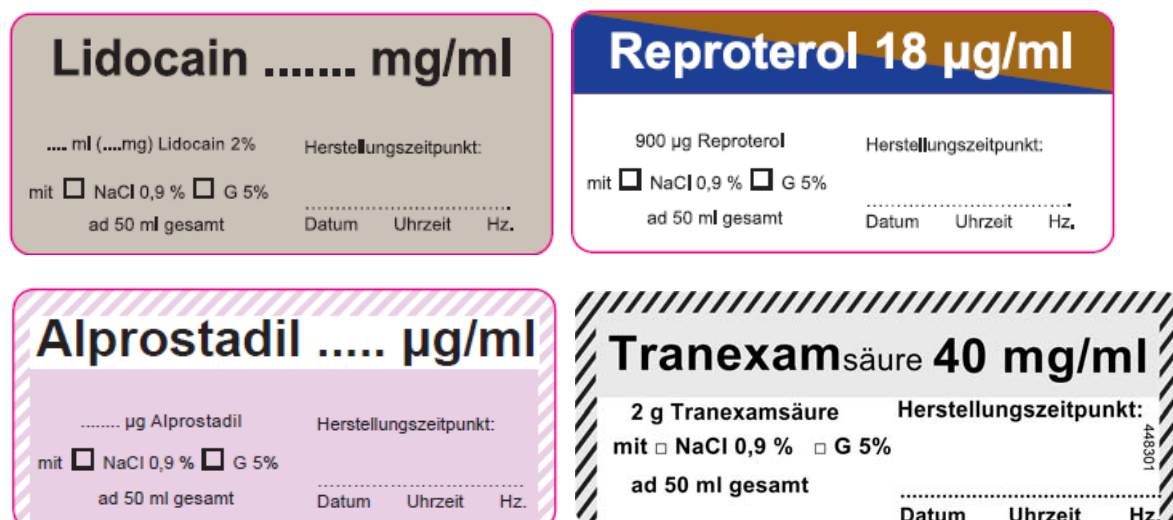 Lidocain ....... mg/ml
.... ml (....mg) Lidocain 2%
Herstellungszeitpunkt:
mit ☐ NaCl 0,9 % ☐ G 5%
ad 50 ml gesamt
Datum Uhrzeit Hz.
Reproterol 18 µg/ml
900 µg Reproterol
Herstellungszeitpunkt:
mit ☐ NaCl 0,9 % ☐ G 5%
ad 50 ml gesamt
Datum Uhrzeit Hz.
Alprostadil ..... µg/ml
........ µg Alprostadil
Herstellungszeitpunkt:
mit ☐ NaCl 0,9 % ☐ G 5%
ad 50 ml gesamt
Datum Uhrzeit Hz.
Tranexamsäure 40 mg/ml
2 g Tranexamsäure
Herstellungszeitpunkt:
mit ☐ NaCl 0,9 % ☐ G 5%
ad 50 ml gesamt
448301
Datum Uhrzeit Hz.